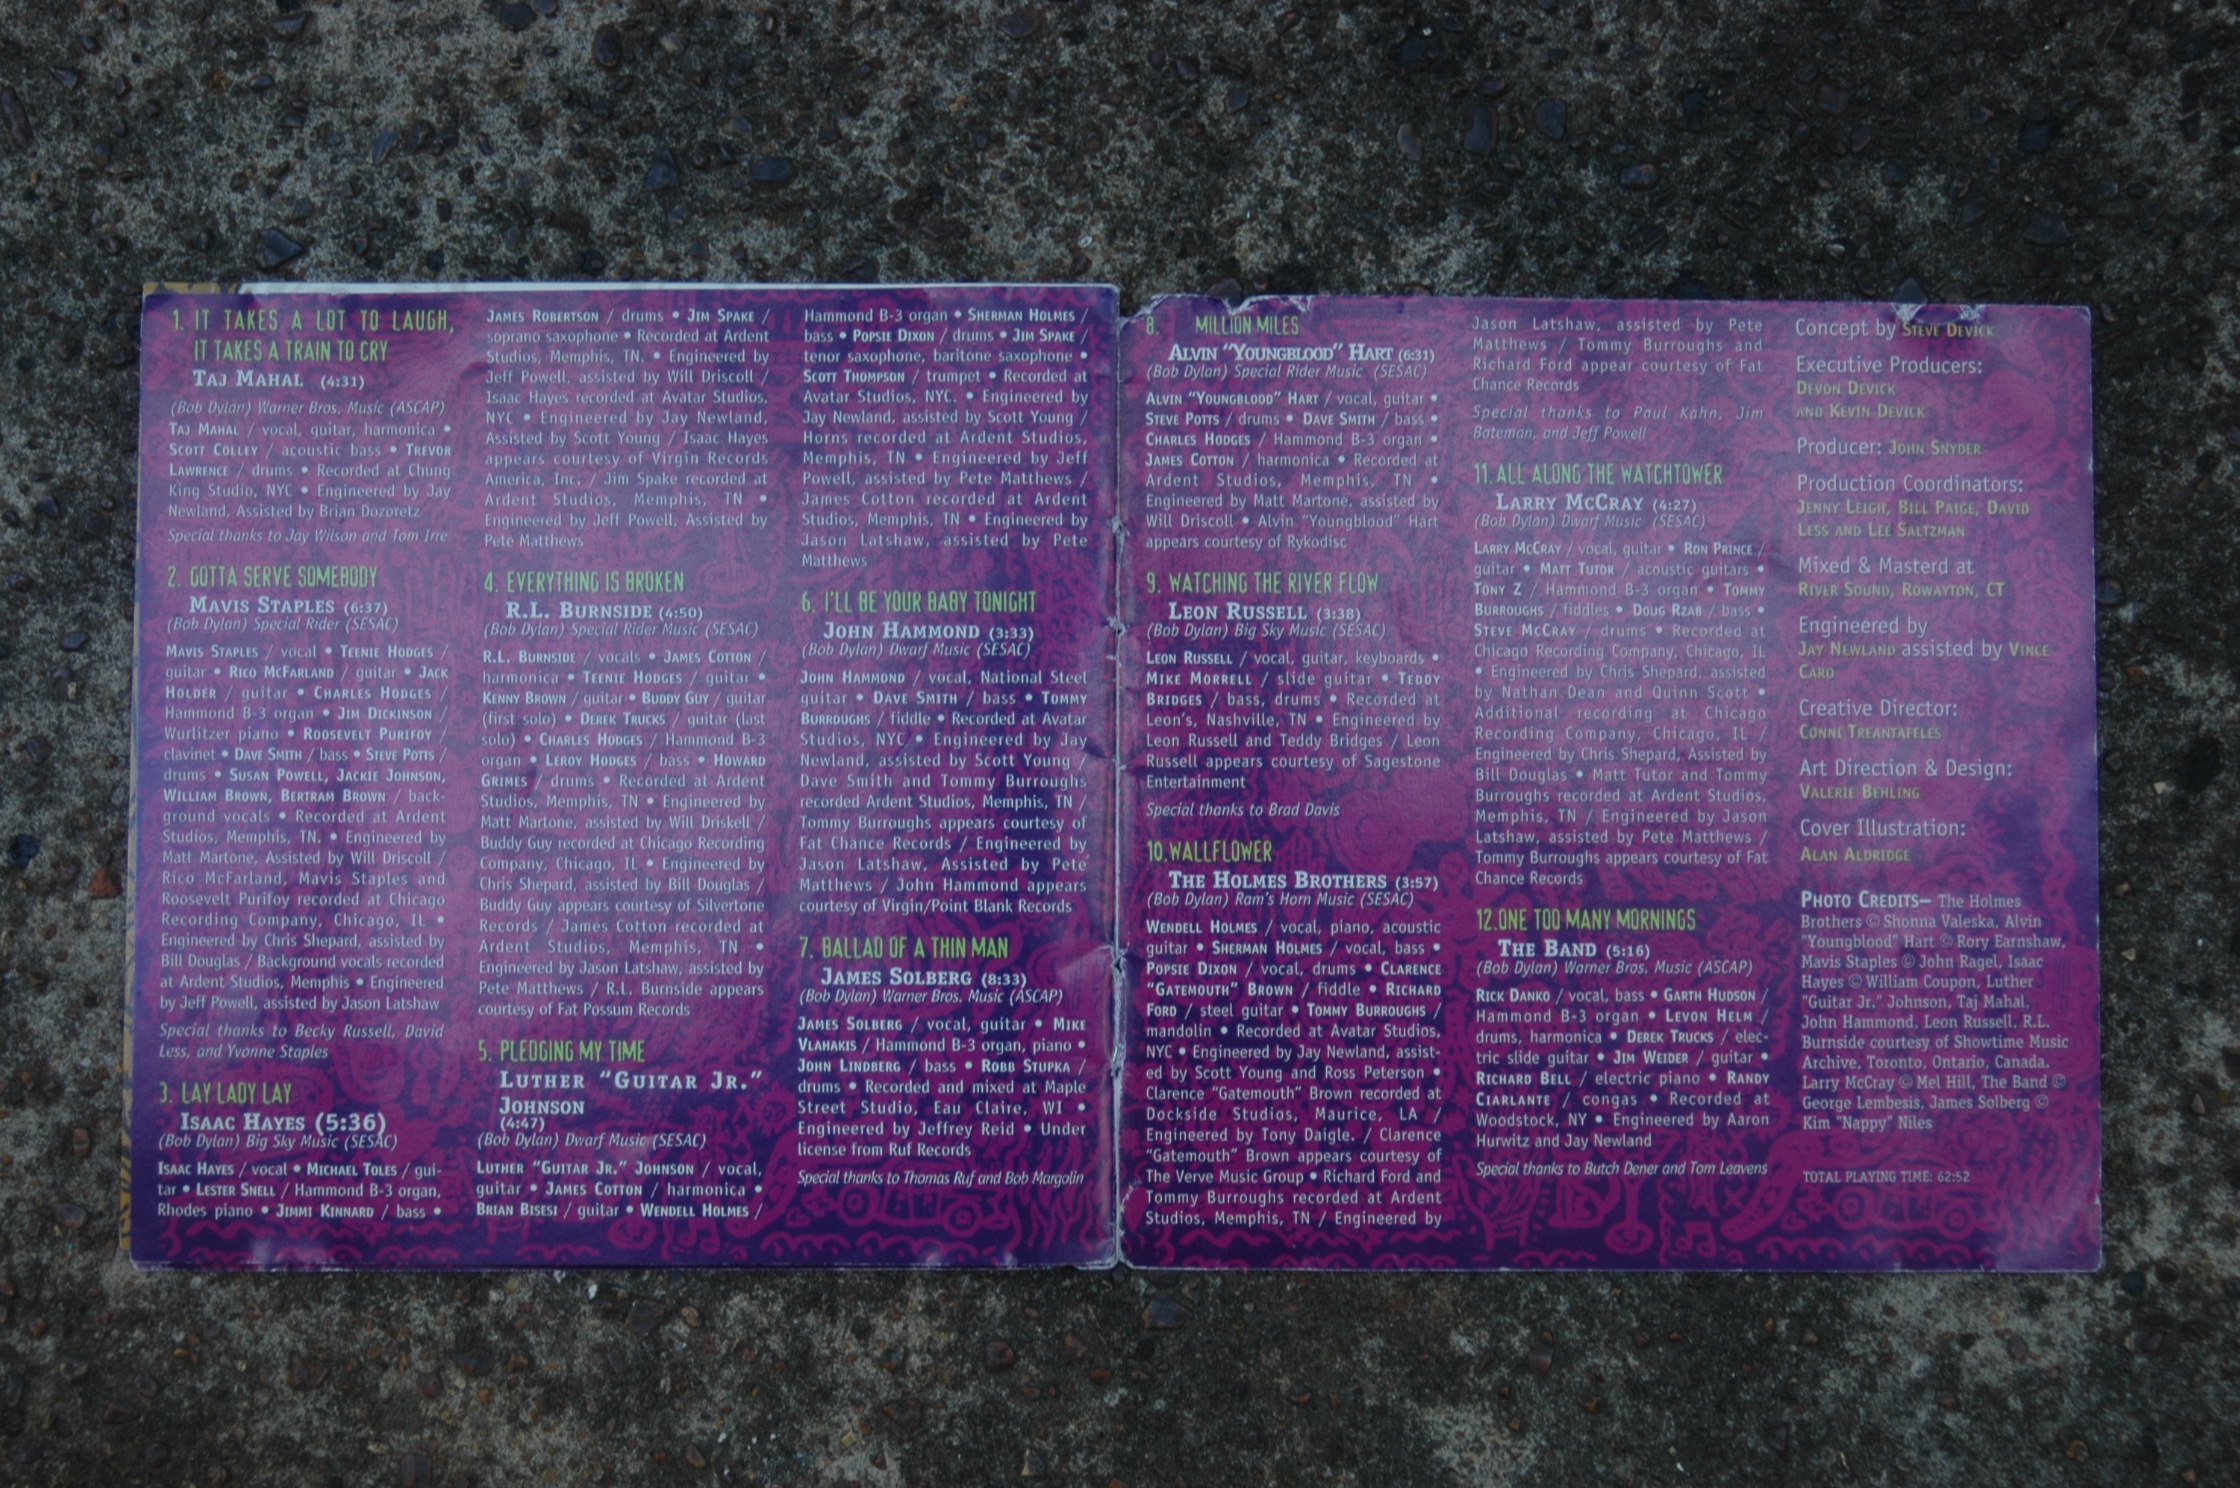 1. IT TAKES A LOT TO LAUGH,
IT TAKES A TRAIN TO CRY
TAJ MAHAL (4:31)
(Bob Dylan) Warner Bros. Music (ASCAP)
TAJ MAHAL / vocal, guitar, harmonica •
SCOTT COLLEY / acoustic bass • TREVOR
LAWRENCE / drums • Recorded at Chung
King Studio, NYC • Engineered by Jay
Newland Assisted by Brian Dozoretz
Special thanks to Jay Wilson and Tom Ire
2. GOTTA SERVE SOMEBODY
MAVIS STAPLES (6:37)
(Bob Dylan) Special Rider (SESAC)
MAVIS STAPLES / vocal • TEENIE HODGES /
guitar • RICO MCFARLAND / guitar • JACK
HOLDER / guitar • CHARLES HODGES /
Hammond B-3 organ • JIM DICKINSON /
Wurlitzer piano • ROOSEVELT PURIFOY /
clavinet • DAVE SMITH / bass • STEVE POTTS /
drums • SUSAN POWELL, JACKIE JOHNSON,
WILLIAN BROWN, BERTRAM BROWN / back-
ground vocals • Recorded at Ardent
Studios, Memphis, TN, • Engineered by
Matt Martone Assisted by Will Driscoll /
Rico McFarland and Mavis Staples and
Roosevelt Purifoy recorded at Chicago
Recording Company, Chicago, IL •
Engineered by Chris Shepard, assisted by
Bill Douglas / Background vocals recorded
at Ardent Studios, Memphis • Engineered
by Jeff Powell, assisted by Jason Latshaw
Special thanks to Becky Russell, David
Less, and Yvonne Staples
3. LAY LADY LAY
ISAAC HAYES (5:36)
(Bob Dylan) Big Sky Music (SESAC)
ISAAC HAYES / vocal • MICHAEL TOLES / gui-
tar • LESTER SNELL / Hammond B-3 organ,
Rhodes piano • JIMMI KINNARD / bass •
JAMES ROBERTSON / drums • JIM SPAKE /
soprano saxophone • Recorded at Ardent
Studios, Memphis, TN. • Engineered by
Jeff Powell, assisted by Will Driscoll /
Isaac Hayes recorded at Avatar Studios,
NYC • Engineered by Jay Newland,
Assisted by Scott Young / Isaac Hayes
appears courtesy of Virgin Records
America, Inc / Jim Spake recorded at
Ardent Studios, Memphis, TN •
Engineered by Jeff Powell, Assisted by
Pete Matthews
4. EVERYTHING IS BROKEN
R.L. BURNSIDE (4:50)
(Bob Dylan) Special Rider Music (SESAC)
R.L. BURNSIDE / vocals • JAMES COTTON /
harmonica • TEENIE HODGES / guitar •
KENNY BROWN / guitar • BUDDY GUY / guitar
(first solo) • DEREK TRUCKS / guitar (last
solo) • CHARLES HODGES / Hammond B-3
organ • LEROY HODGES / bass • HOWARD
GRIMES / drums • Recorded at Ardent
Studios, Memphis, TN • Engineered by
Matt Martone, assisted by Will Driskell /
Buddy Guy recorded at Chicago Recording
Company, Chicago, IL • Engineered by
Chris Shepard, assisted by Bill Douglas /
Buddy Guy appears courtesy of Silvertone
Records / James Cotton recorded at
Ardent Studios, Memphis, TN •
Engineered by Jason Latshaw, assisted by
Pete Matthews / R.L. Burnside appears
courtesy of Fat Possum Records
5. PLEDGING MY TIME
LUTHER "GUITAR JR."
JOHNSON
(4:47)
(Bob Dylan) Dwarf Music (SESAC)
LUTHER "GUITAR JR." JOHNSON / vocal,
guitar • JAMES COTTON / harmonica •
BRIAN BISESI / guitar • WENDELL HOLMES /
Hammond B-3 organ • SHERMAN HOLMES /
bass • POPSIE DIXON / drums • JIM SPAKE /
tenor saxophone, baritone saxophone •
SCOTT THOMPSON / trumpet • Recorded at
Avatar Studios, NYC • Engineered by
Jay Newland, assisted by Scott Young /
Horns recorded at Ardent Studios,
Memphis TN • Engineered by Jeff
Powell, assisted by Pete Matthews /
James Cotton recorded at Ardent
Studios, Memphis, TN • Engineered by
Jason Latshaw, assisted by Pete
Matthews
6. I'LL BE YOUR BABY TONIGHT
JOHN HAMMOND (3:33)
(Bob Dylan) Dwarf Music (SESAC)
JOHN HAMMOND / vocal, National Steel
guitar • DAVE SMITH / bass • TOMMY
BURROUGHS / fiddle • Recorded at Avatar
Studios, NYC / • Engineered by Jay
Newland, assisted by Scott Young /
Dave Smith and Tommy Burroughs
recorded Ardent Studios, Memphis, TN /
Tommy Burroughs appears courtesy of
Fat Chance Records / Engineered by
Jason Latshaw, Assisted by Pete
Matthews / John Hammond appears
courtesy of Virgin/Point Blank Records
7. BALLAD OF A THIN MAN
JAMES SOLBERG (8:33)
(Bob Dylan) Warner Bros. Music (ASCAP)
JAMES SOLBERG / vocal, guitar • MIKE
VLAHAKIS / Hammond B-3 organ, piano •
JOHN LINDBERG / bass • ROBB STUPKA /
drums • Recorded and mixed at Maple
Street Studio, Eau Claire, WI •
Engineered by Jeffrey Reid • Under
license from Ruf Records
Special thanks to Thomas Ruf and Bob Margolin
8. MILLION MILES
ALVIN "YOUNGBLOOD" HART (6:31)
(Bob Dylan) Special Rider Music (SESAC)
ALVIN "YOUNGBLOOD" HART / vocal, guitar •
STEVE POTTS / drums • DAVE SMITH / bass •
CHARLES HODGES / Hammond B-3 organ •
JAMES COTTON / harmonica • Recorded at
Ardent Studios, Memphis, TN •
Engineered by Matt Martone, assisted by
Will Driscoll • Alvin "Youngblood" Hart
appears courtesy of Rykodisc
9. WATCHING THE RIVER FLOW
LEON RUSSELL (3:38)
(Bob Dylan) Big Sky Music (SESAC)
LEON RUSSELL / vocal, guitar, keyboards •
MIKE MORRELL / slide guitar • TEDDY
BRIDGES / bass, drums • Recorded at
Leon's, Nashville, TN • Engineered by
Leon Russell and Teddy Bridges / Leon
Russell appears courtesy of Sagestone
Entertainment
Special thanks to Brad Davis
10. WALLFLOWER
THE HOLMES BROTHERS (3:57)
(Bob Dylan) Ram's Horn Music (SESAC)
WENDELL HOLMES / vocal, piano, acoustic
guitar • SHERMAN HOLMES / vocal, bass •
POPSIE DIXON / vocal, drums • CLARENCE
"GATEMOUTH" BROWN / fiddle • RICHARD
FORD / steel guitar • TOMMY BURROUGHS /
mandolin • Recorded at Avatar Studios,
NYC • Engineered by Jay Newland, assist-
ed by Scott Young and Ross Peterson •
Clarence "Gatemouth" Brown recorded at
Dockside Studios, Maurice, LA /
Engineered by Tony Daigle. / Clarence
"Gatemouth" Brown appears courtesy of
The Verve Music Group • Richard Ford and
Tommy Burroughs recorded at Ardent
Studios, Memphis, TN / Engineered by
Jason Latshaw, assisted by Pete
Matthews / Tommy Burroughs and
Richard Ford appear courtesy of Fat
Chance Records
Special thanks to Paul Kahn, Jim
Bateman and Jeff Powell
11. ALL ALONG THE WATCHTOWER
LARRY MCCRAY (4:27)
(Bob Dylan) Dwarf Music (SESAC)
LARRY MCCRAY / vocal, guitar • RON PRINCE /
guitar • MATT TUTOR / acoustic guitars •
TONY Z / Hammond B-3 organ • TOMMY
BURROUGHS / fiddles • DOUG RZAB / bass •
STEVE MCCRAY / drums • Recorded at
Chicago Recording Company, Chicago, IL
• Engineered by Chris Shepard assisted
by Nathan Dean and Quinn Scott •
Additional recording at Chicago
Recording Company, Chicago, IL /
Engineered by Chris Shepard, Assisted by
Bill Douglas • Matt Tutor and Tommy
Burroughs recorded at Ardent Studios,
Memphis, TN / Engineered by Jason
Latshaw, assisted by Pete Matthews /
Tommy Burroughs appears courtesy of Fat
Chance Records
12. ONE TOO MANY MORNINGS
THE BAND (5:16)
(Bob Dylan) Warner Bros. Music (ASCAP)
RICK DANKO / vocal, bass • GARTH HUDSON /
Hammond B-3 organ • LEVON HELM /
drums, harmonica • DEREK TRUCKS / elec-
tric slide guitar • JIM WEIDER / guitar •
RICHARD BELL / electric piano • RANDY
CIARLANTE / congas • Recorded at
Woodstock, NY • Engineered by Aaron
Hurwitz and Jay Newland
Special thanks to Butch Dener and Tom Leavens
Concept by STEVE DEVICK
Executive Producers:
DEVON DEVICK
AND KEVIN DEVICK
Producer: JOHN SNYDER
Production Coordinators:
JENNY LEIGH, BILL PAIGE, DAVID
LESS AND LEE SALTZMAN
Mixed & Mastered at
RIVER SOUND, ROWAYTON, CT
Engineered by
JAY NEWLAND assisted by VINCE
CARO
Creative Director:
CONNE TREANTAFELES
Art Direction & Design:
VALERIE BEHLING
Cover Illustration:
ALAN ALDRIDGE
PHOTO CREDITS— The Holmes
Brothers © Shonna Valeska, Alvin
"Youngblood" Hart © Rory Earnshaw,
Mavis Staples © John Ragel, Isaac
Hayes © William Coupon, Luther
"Guitar Jr." Johnson, Taj Mahal,
John Hammond, Leon Russell, R.L.
Burnside courtesy of Showtime Music
Archive, Toronto, Ontario, Canada.
Larry McCray © Mel Hill, The Band ©
George Lembesis, James Solberg ©
Kim "Nappy" Niles
TOTAL PLAYING TIME: 62:52